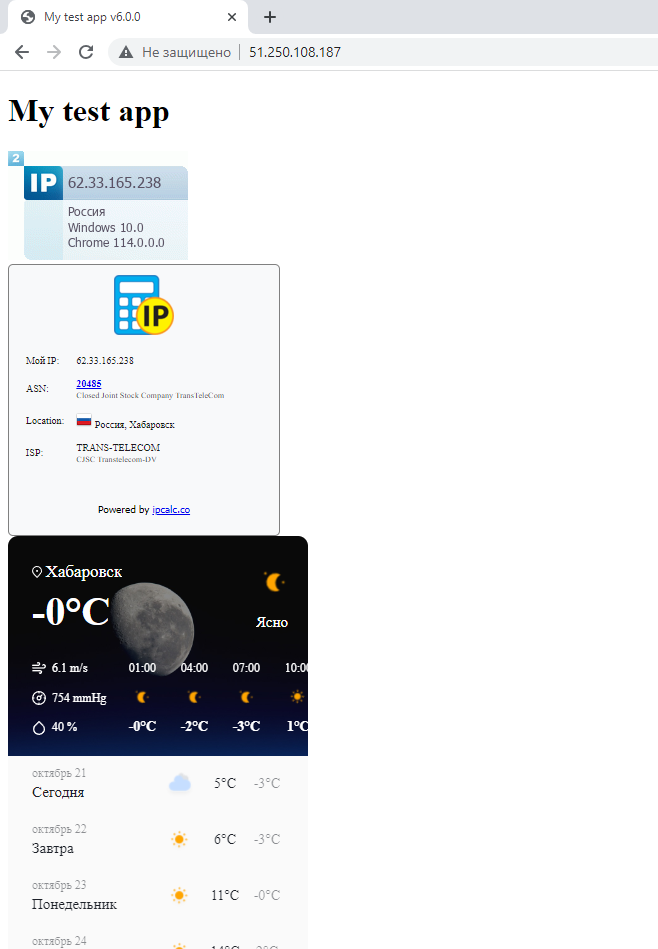 My test app v6.0.0
Не защищено 51.250.108.187
My test app
2
IP 62.33.165.238
Россия
Windows 10.0
Chrome 114.0.0.0
IP
Мой IP: 62.33.165.238
ASN: 20485
Closed Joint Stock Company TransTeleCom
Location: Россия, Хабаровск
ISP: TRANS-TELECOM
CJSC Transtelecom-DV
Powered by ipcalc.co
Хабаровск
-0°C
Ясно
6.1 m/s 01:00 04:00 07:00 10:00
754 mmHg
40 % -0°C -2°C -3°C 1°C
октябрь 21
Сегодня 5°C -3°C
октябрь 22
Завтра 6°C -3°C
октябрь 23
Понедельник 11°C -0°C
октябрь 24